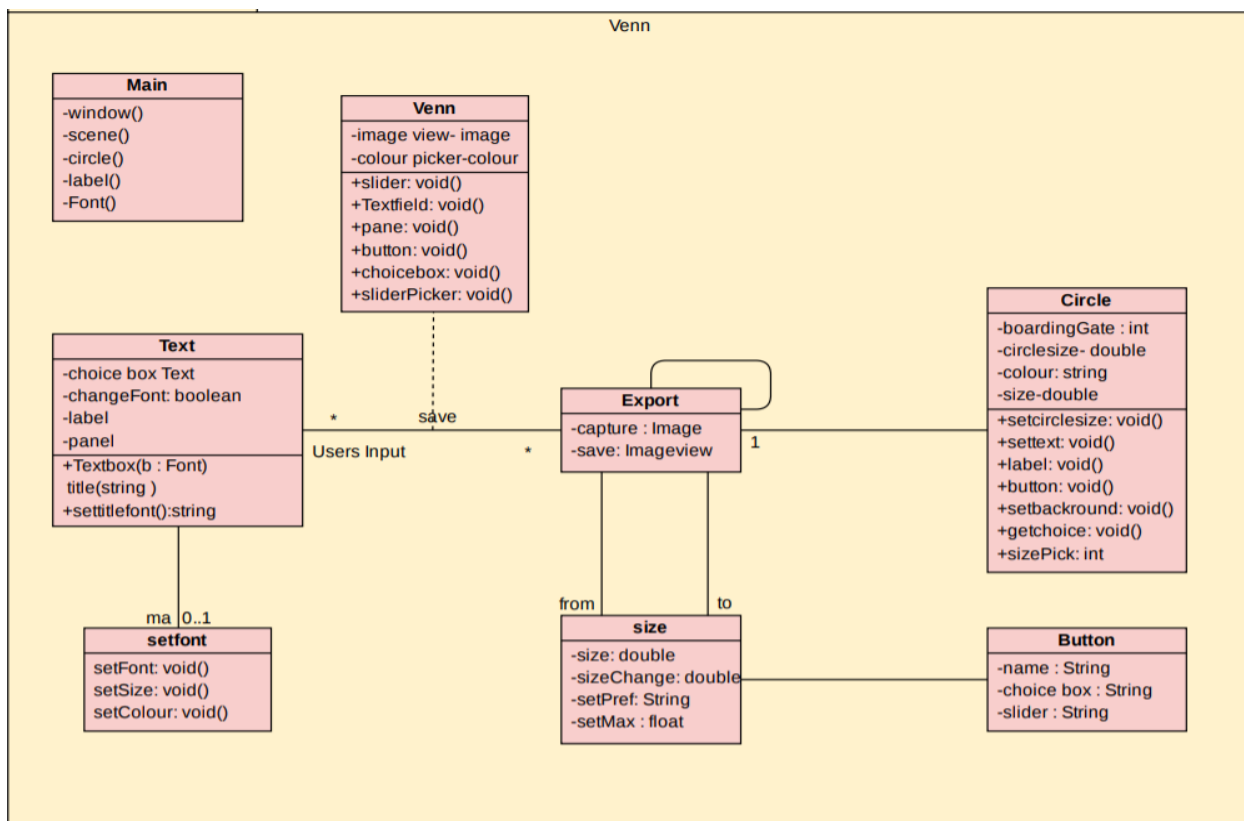 Venn
Main
-window()
-scene()
-circle()
-label()
-Font()
Venn
-image view- image
-colour picker-colour
+slider: void()
+Textfield: void()
+pane: void()
+button: void()
+choicebox: void()
+sliderPicker: void()
Text
-choice box Text
-changeFont: boolean
-label
-panel
+Textbox(b : Font)
title(string )
+settitlefont():string
*
save
Users Input
*
Export
-capture : Image
-save: Imageview
1
Circle
-boardingGate : int
-circlesize- double
-colour: string
-size-double
+setcirclesize: void()
+settext: void()
+label: void()
+button: void()
+setbackround: void()
+getchoice: void()
+sizePick: int
ma 0..1
setfont
setFont: void()
setSize: void()
setColour: void()
from
to
size
-size: double
-sizeChange: double
-setPref: String
-setMax : float
Button
-name : String
-choice box : String
-slider : String